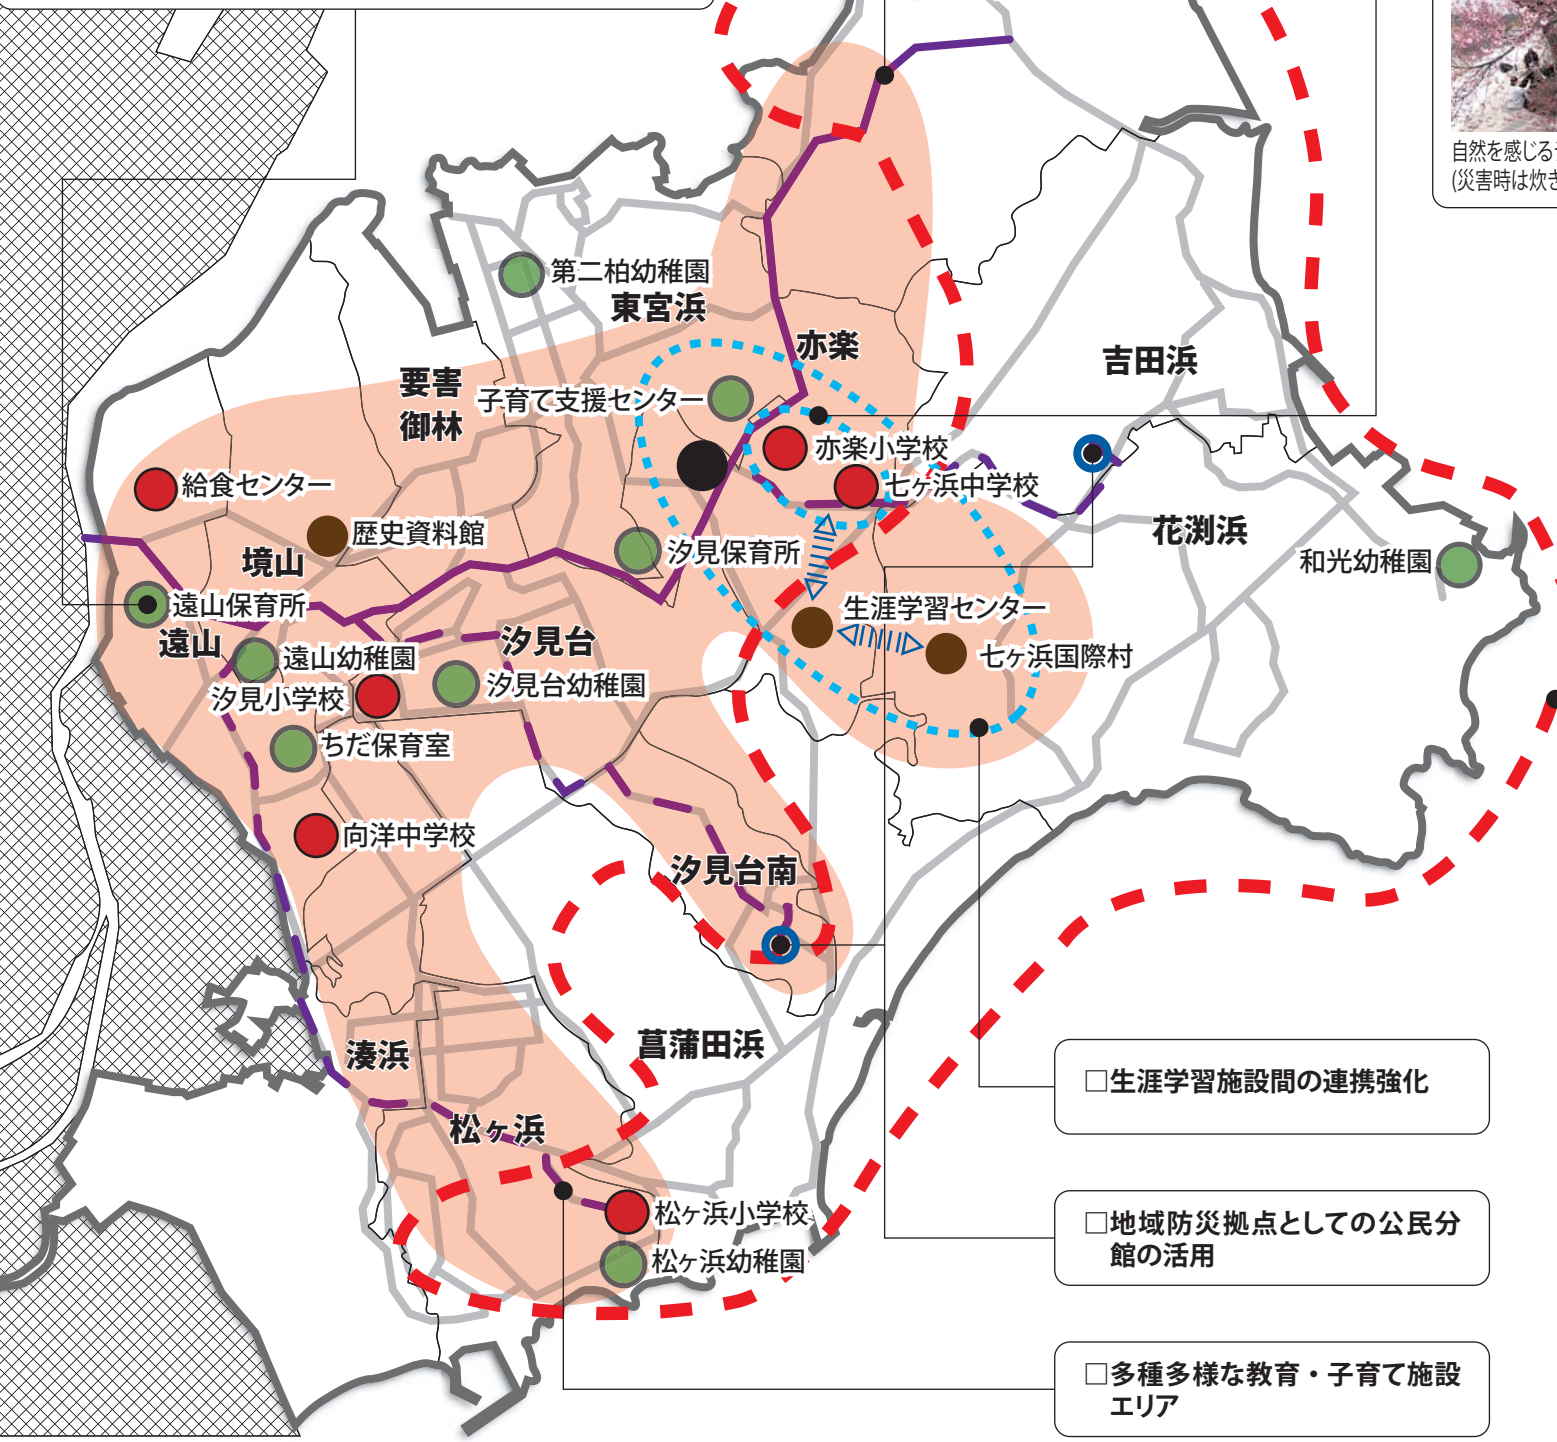 自然を感じる
(災害時は炊き
第二柏幼稚園
東宮浜
亦楽
吉田浜
要害
御林
子育て支援センター
亦楽小学校
給食センター
七ヶ浜中学校
歴史資料館
花渕浜
汐見保育所
境山
和光幼稚園
遠山保育所
生涯学習センター
遠山
汐見台
遠山幼稚園
七ヶ浜国際村
汐見小学校
汐見台幼稚園
ちだ保育室
向洋中学校
汐見台南
菖蒲田浜
湊浜
□生涯学習施設間の連携強化
松ヶ浜
松ヶ浜小学校
□地域防災拠点としての公民分
館の活用
松ヶ浜幼稚園
□多種多様な教育・子育て施設
エリア